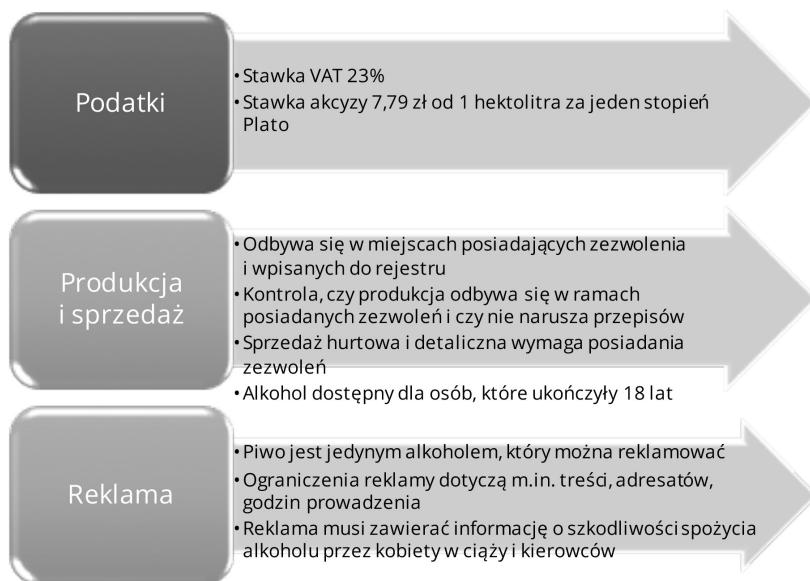 Podatki
•Stawka VAT 23%
•Stawka akcyzy 7,79 zł od 1 hektolitra za jeden stopień
Plato
Produkcja
i sprzedaż
•Odbywa się w miejscach posiadających zezwolenia
i wpisanych do rejestru
•Kontrola, czy produkcja odbywa się w ramach
posiadanych zezwoleń i czy nie narusza przepisów
•Sprzedaż hurtowa i detaliczna wymaga posiadania
zezwoleń
•Alkohol dostępny dla osób, które ukończyły 18 lat
Reklama
•Piwo jest jedynym alkoholem, który można reklamować
•Ograniczenia reklamy dotyczą m.in. treści, adresatów,
godzin prowadzenia
•Reklama musi zawierać informację o szkodliwości spożycia
alkoholu przez kobiety w ciąży i kierowców